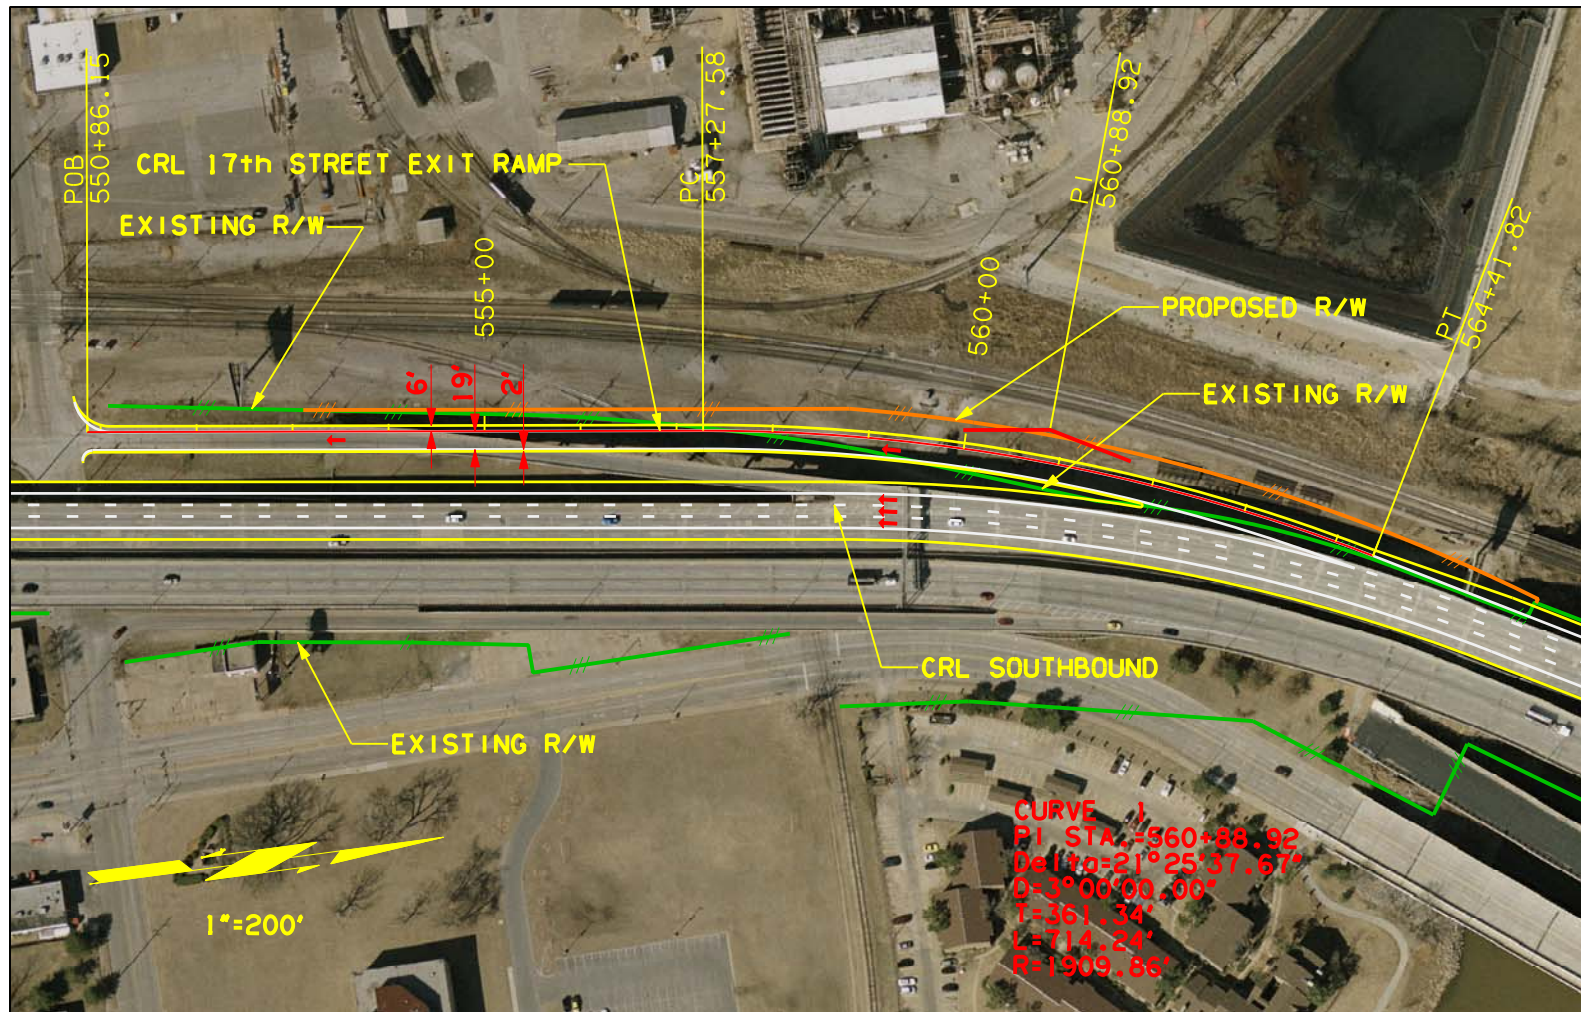 POB
550+86.15
PC
557+27.58
PI
560+88.92
PT
564+41.82
CRL 17th STREET EXIT RAMP
EXISTING R/W
555+00
560+00
PROPOSED R/W
EXISTING R/W
6'
19'
2'
CRL SOUTHBOUND
EXISTING R/W
1"=200'
CURVE 1
PI STA.=560+88.92
Delta=21°25'37.67"
D=3°00'00.00"
T=361.34'
L=714.24'
R=1909.86'